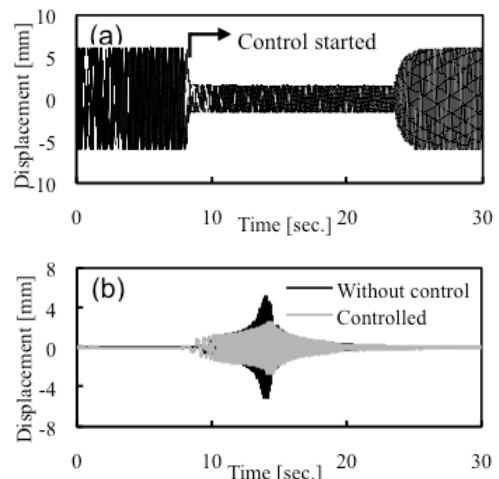 10
(a)
Control started
5
0
-5
-10
Displacement [mm]
0
10
20
30
Time [sec.]
8
(b)
Without control
Controlled
4
0
-4
-8
Displacement [mm]
0
10
20
30
Time [sec.]